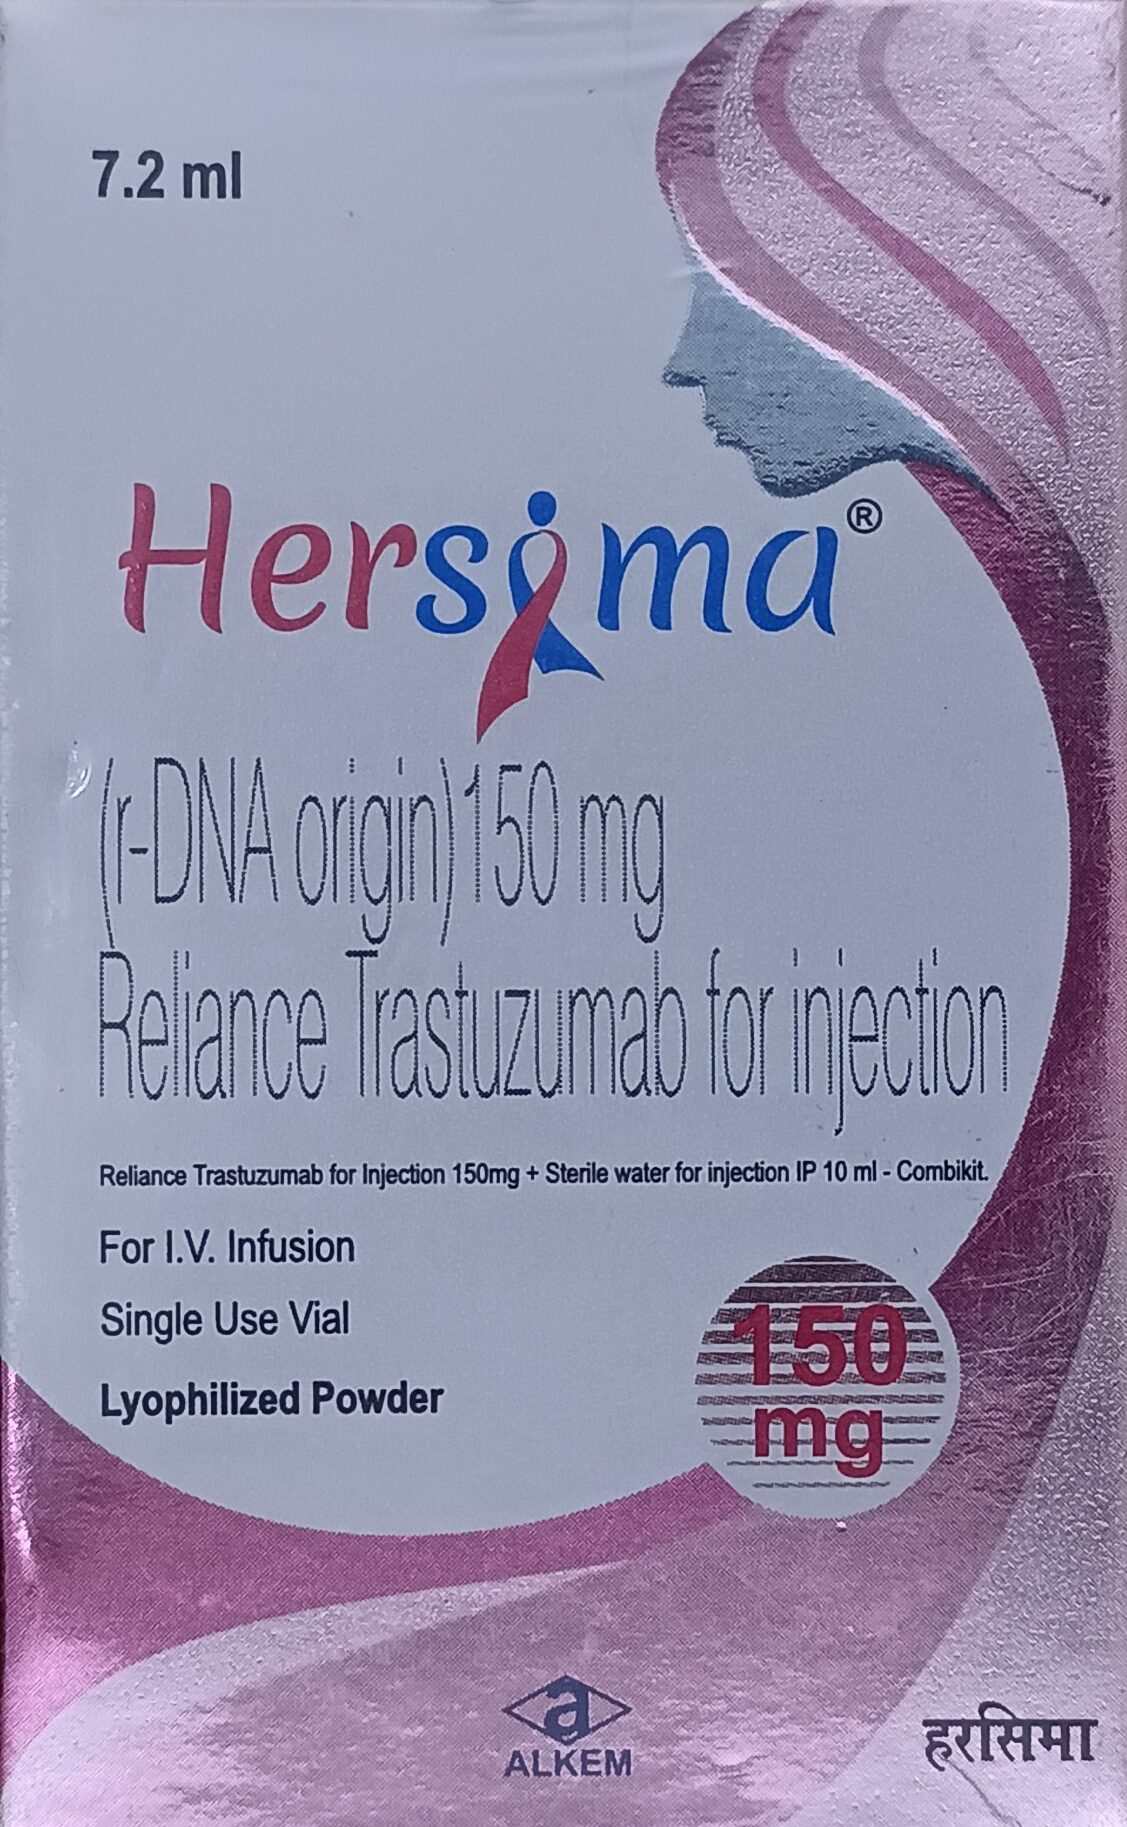 7.2 ml
Hersima®
(r-DNA origin) 150 mg
Reliance Trastuzumab for injection
Reliance Trastuzumab for Injection 150mg + Sterile water for injection IP 10 ml - Combikit.
For I.V. Infusion
Single Use Vial
Lyophilized Powder
150
mg
a
ALKEM
हरसिमा